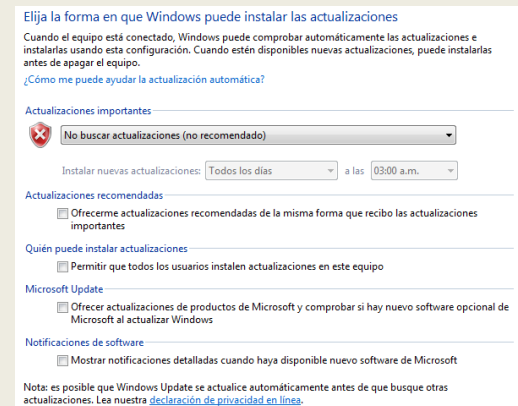 Elija la forma en que Windows puede instalar las actualizaciones
Cuando el equipo está conectado, Windows puede comprobar automáticamente las actualizaciones e
instalarlas usando esta configuración. Cuando estén disponibles nuevas actualizaciones, puede instalarlas
antes de apagar el equipo.
¿Cómo me puede ayudar la actualización automática?
Actualizaciones importantes
No buscar actualizaciones (no recomendado)
Instalar nuevas actualizaciones: Todos los días a las 03:00 a.m.
Actualizaciones recomendadas
Ofrecerme actualizaciones recomendadas de la misma forma que recibo las actualizaciones
importantes
Quién puede instalar actualizaciones
Permitir que todos los usuarios instalen actualizaciones en este equipo
Microsoft Update
Ofrecer actualizaciones de productos de Microsoft y comprobar si hay nuevo software opcional de
Microsoft al actualizar Windows
Notificaciones de software
Mostrar notificaciones detalladas cuando haya disponible nuevo software de Microsoft
Nota: es posible que Windows Update se actualice automáticamente antes de que busque otras
actualizaciones. Lea nuestra declaración de privacidad en línea.